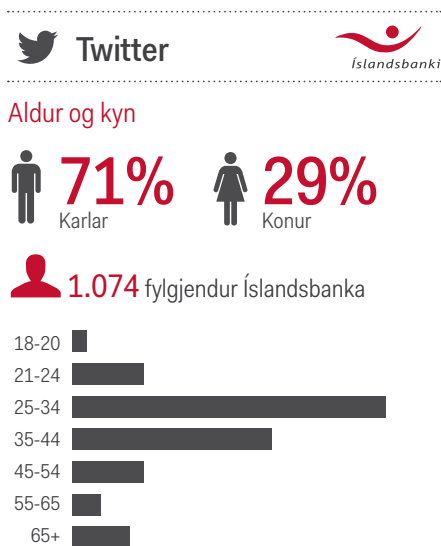 Twitter
Íslandsbanki
Aldur og kyn
71%
Karlar
29%
Konur
1.074 fylgjendur Íslandsbanka
18-20
21-24
25-34
35-44
45-54
55-65
65+